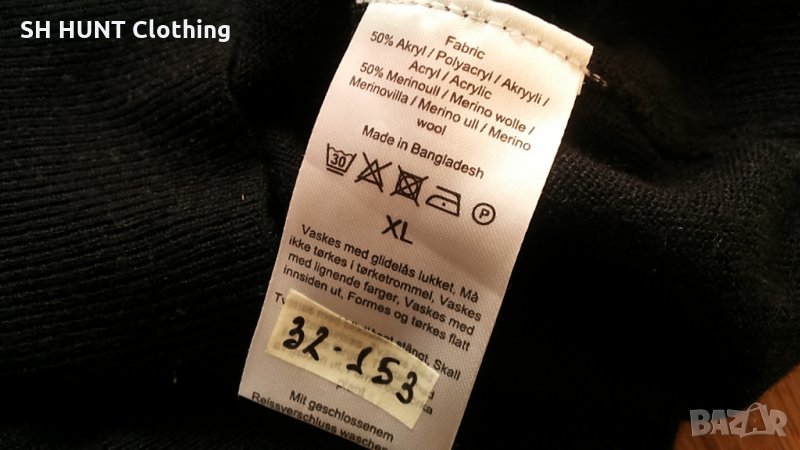 SH HUNT Clothing
Fabric
50% Akryl / Polyacryl / Akryyli /
Acryl / Acrylic
50% Merinoull / Merino wolle /
Merinovilla / Merino ull / Merino
wool
Made in Bangladesh
30
P
XL
Vaskes med glidelås lukket, Må
ikke tørkes i tørketrommel, Vaskes
med lignende farger, Vaskes med
innsiden ut, Formes og tørkes flatt
stängt, Skall
32-153
Mit geschlossenem
Reissverschluss waschen
BAZAR